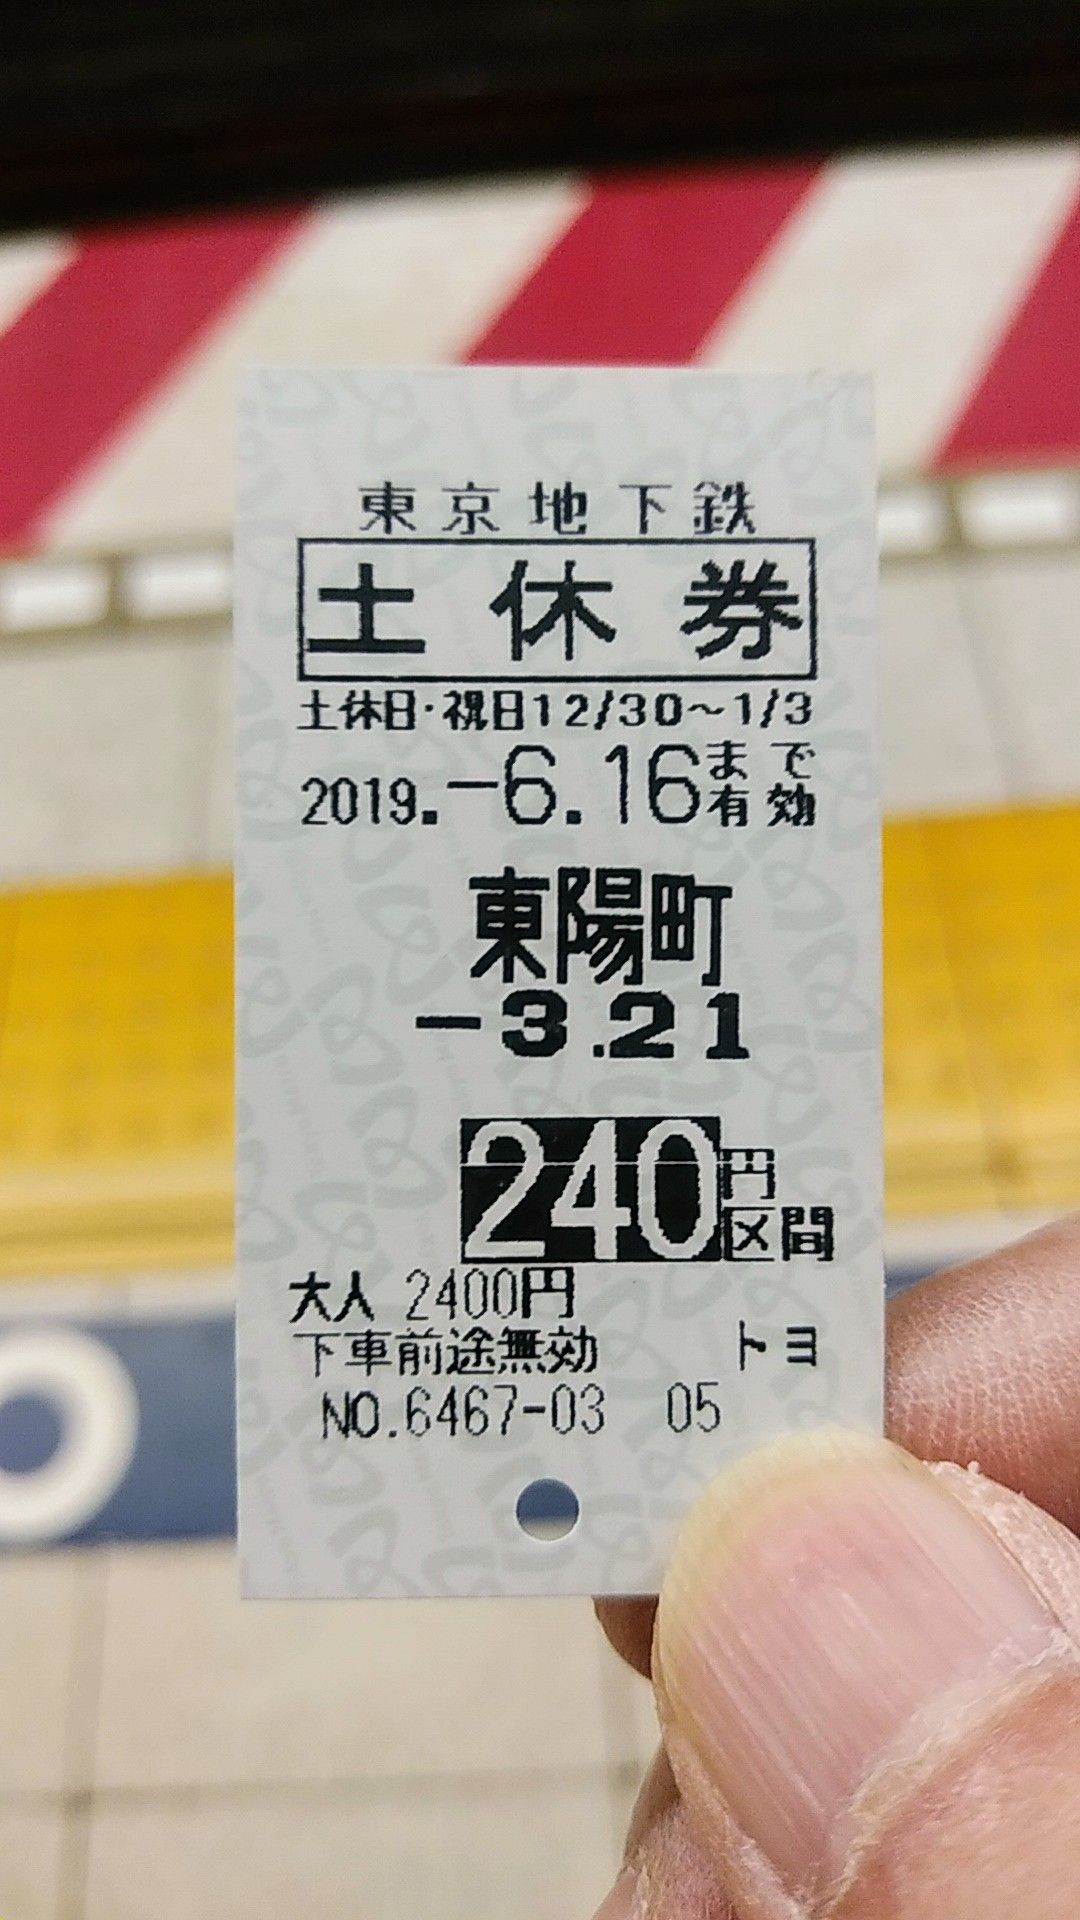 東京地下鉄
土休券
土休日・祝日12/30～1/3
2019.-6.16まで有効
東陽町
-3.21
240円区間
大人 2400円
下車前途無効 トヨ
NO.6467-03 05